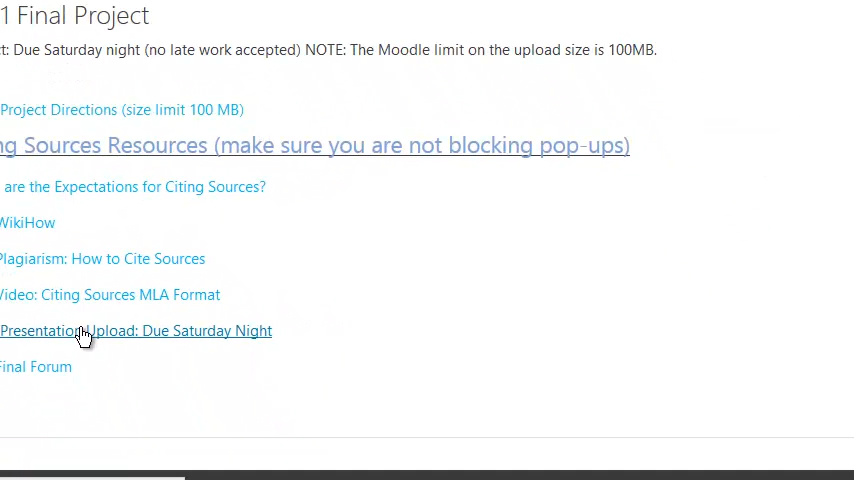 1 Final Project
t: Due Saturday night (no late work accepted) NOTE: The Moodle limit on the upload size is 100MB.
Project Directions (size limit 100 MB)
ng Sources Resources (make sure you are not blocking pop-ups)
are the Expectations for Citing Sources?
WikiHow
Plagiarism: How to Cite Sources
Video: Citing Sources MLA Format
Presentation Upload: Due Saturday Night
Final Forum